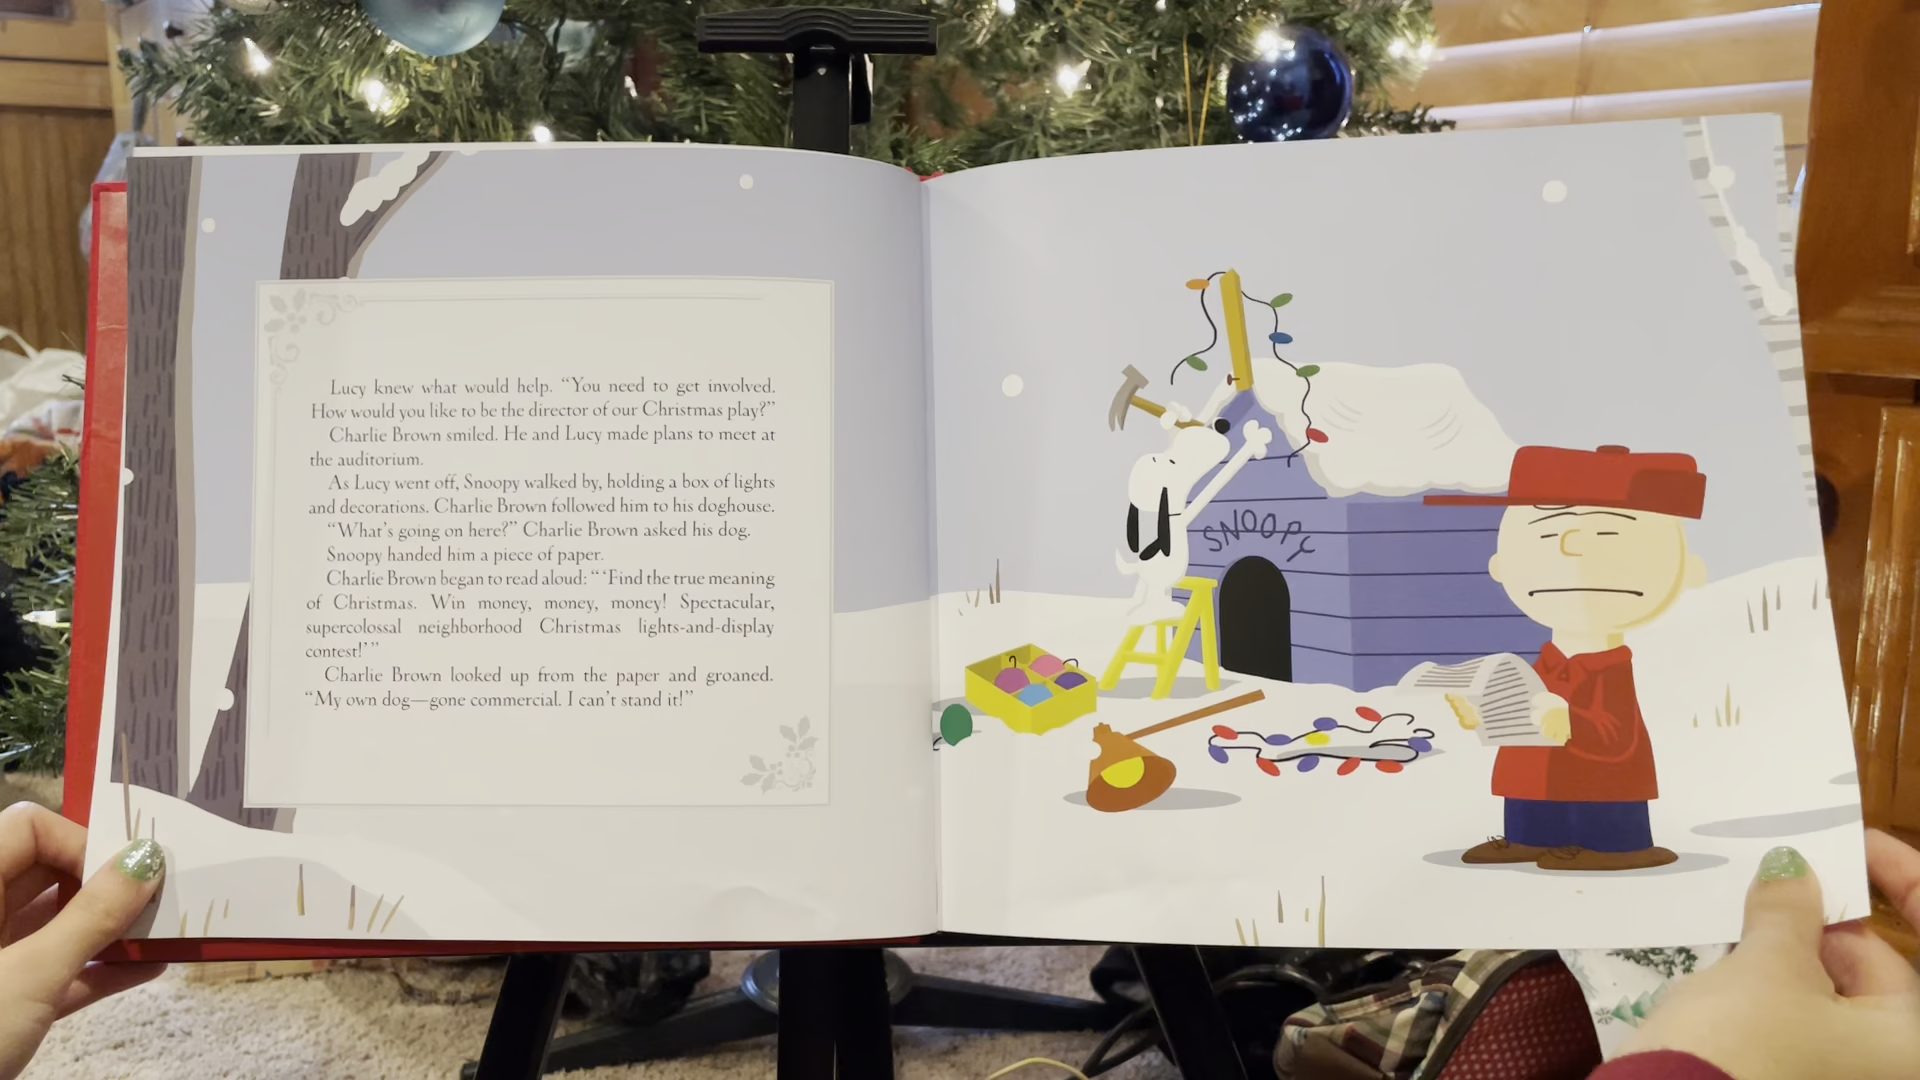 Lucy knew what would help. “You need to get involved.
How would you like to be the director of our Christmas play?”
Charlie Brown smiled. He and Lucy made plans to meet at
the auditorium.
As Lucy went off, Snoopy walked by, holding a box of lights
and decorations. Charlie Brown followed him to his doghouse.
“What’s going on here?” Charlie Brown asked his dog.
Snoopy handed him a piece of paper.
Charlie Brown began to read aloud: “ ‘Find the true meaning
of Christmas. Win money, money, money! Spectacular,
supercolossal neighborhood Christmas lights-and-display
contest!’ ”
Charlie Brown looked up from the paper and groaned.
“My own dog—gone commercial. I can’t stand it!”
SNOOPY